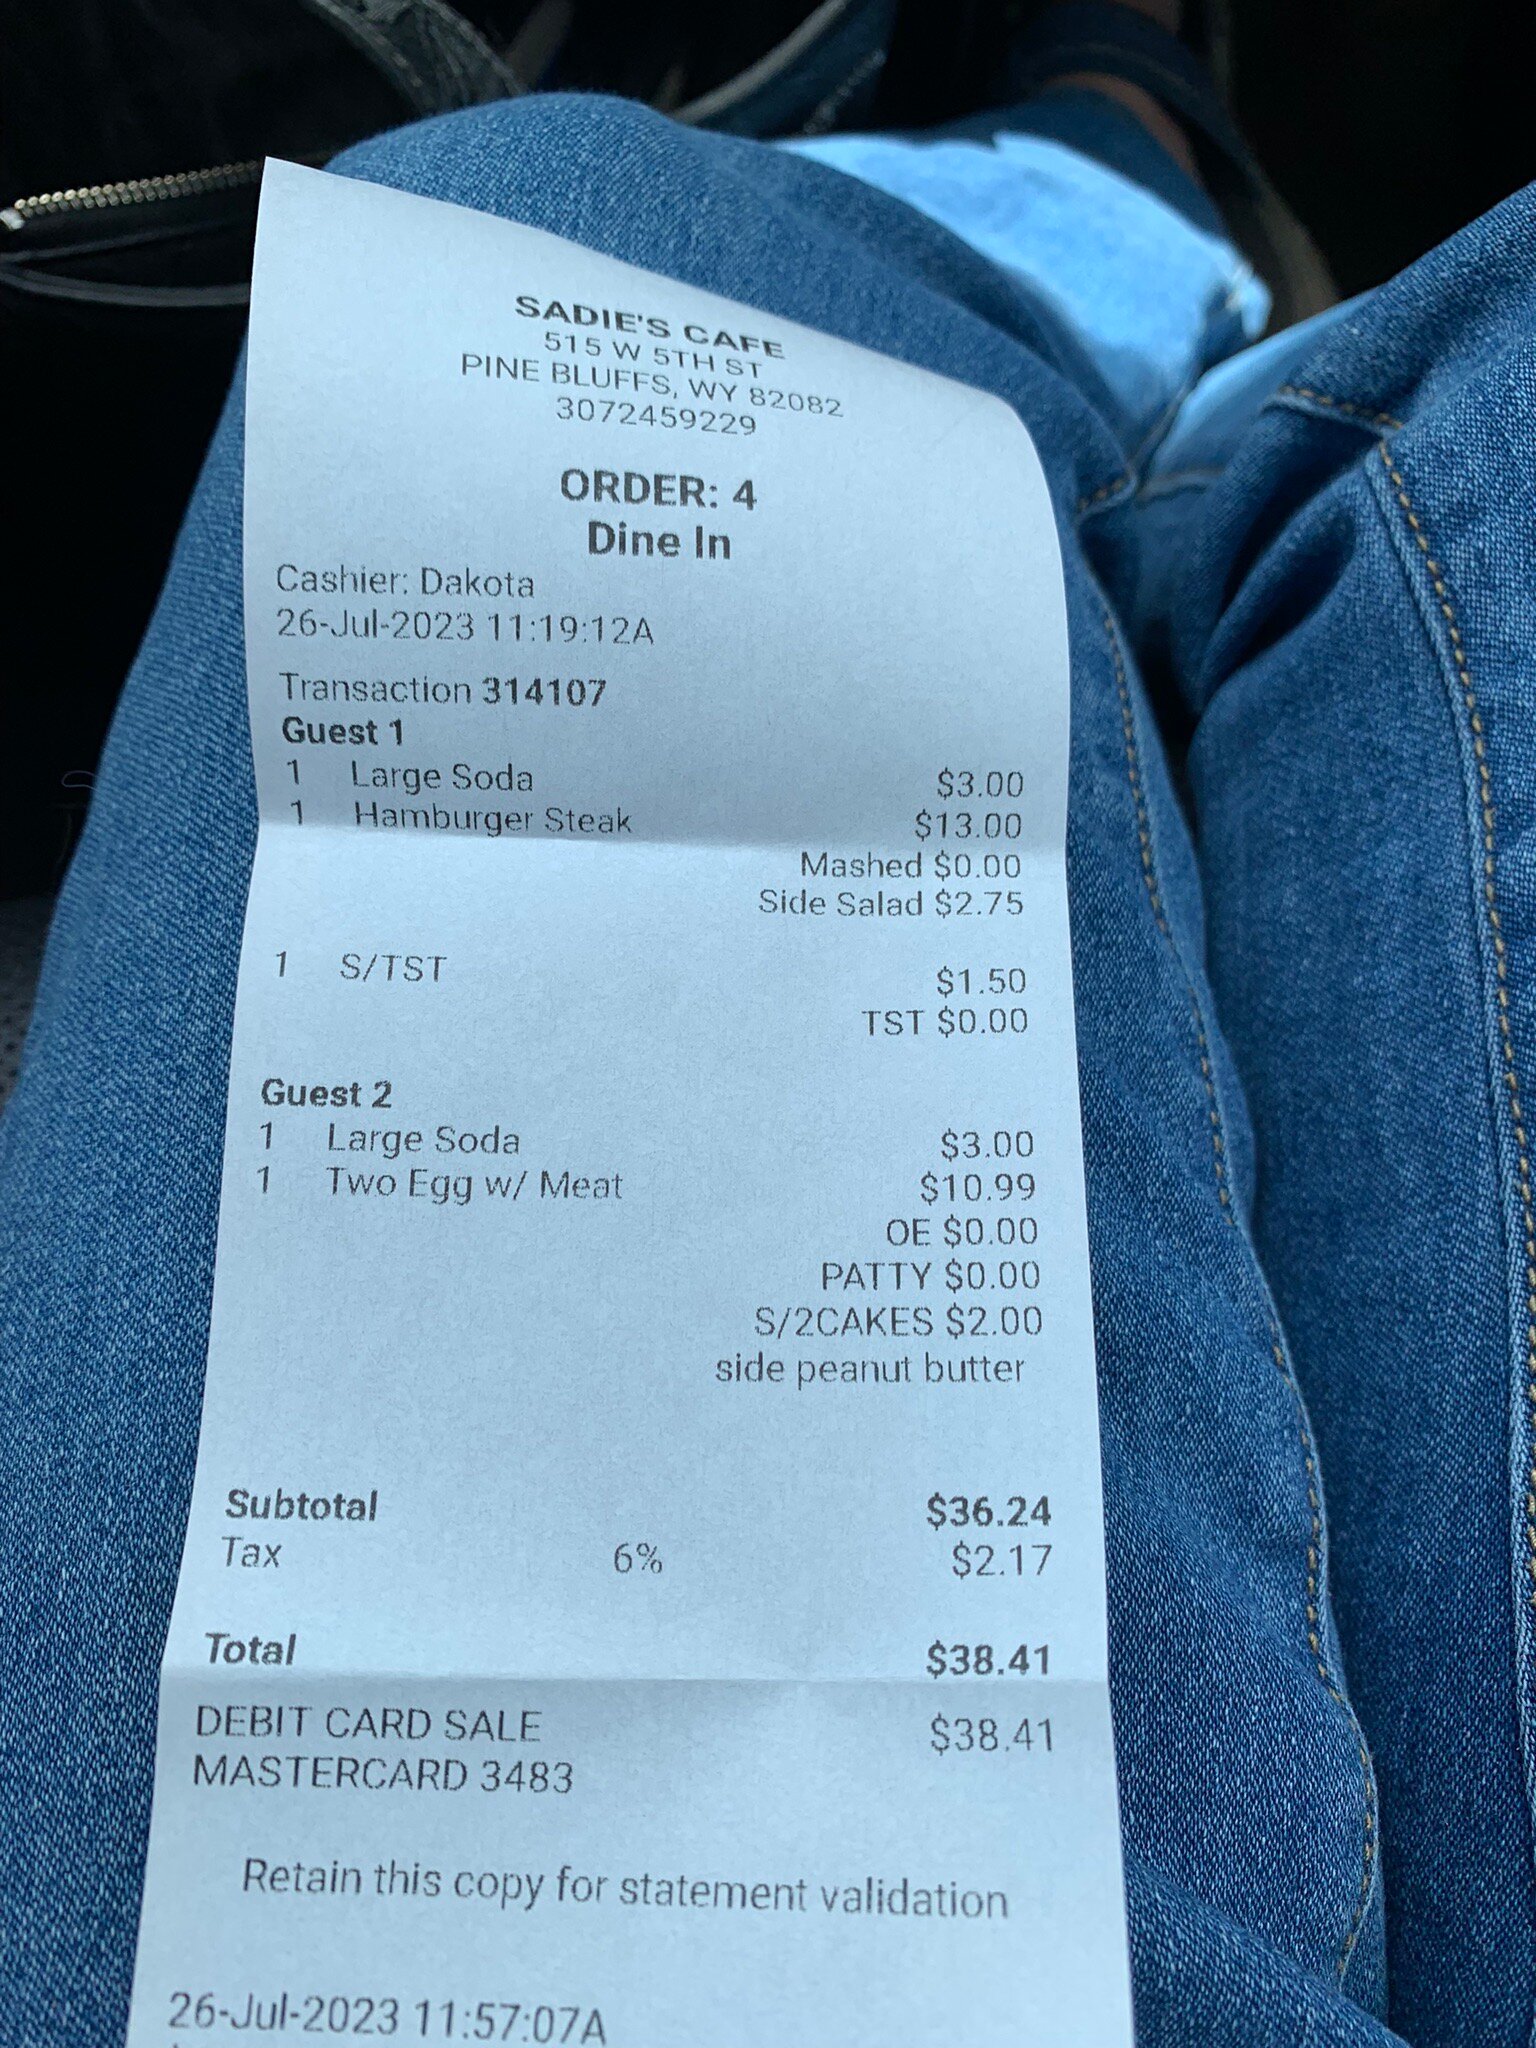 SADIE'S CAFE
515 W 5TH ST
PINE BLUFFS, WY 82082
3072459229
ORDER: 4
Dine In
Cashier: Dakota
26-Jul-2023 11:19:12A
Transaction 314107
Guest 1
1 Large Soda $3.00
1 Hamburger Steak $13.00
Mashed $0.00
Side Salad $2.75
1 S/TST $1.50
TST $0.00
Guest 2
1 Large Soda $3.00
1 Two Egg w/ Meat $10.99
OE $0.00
PATTY $0.00
S/2CAKES $2.00
side peanut butter
Subtotal $36.24
Tax 6% $2.17
Total $38.41
DEBIT CARD SALE $38.41
MASTERCARD 3483
Retain this copy for statement validation
26-Jul-2023 11:57:07A